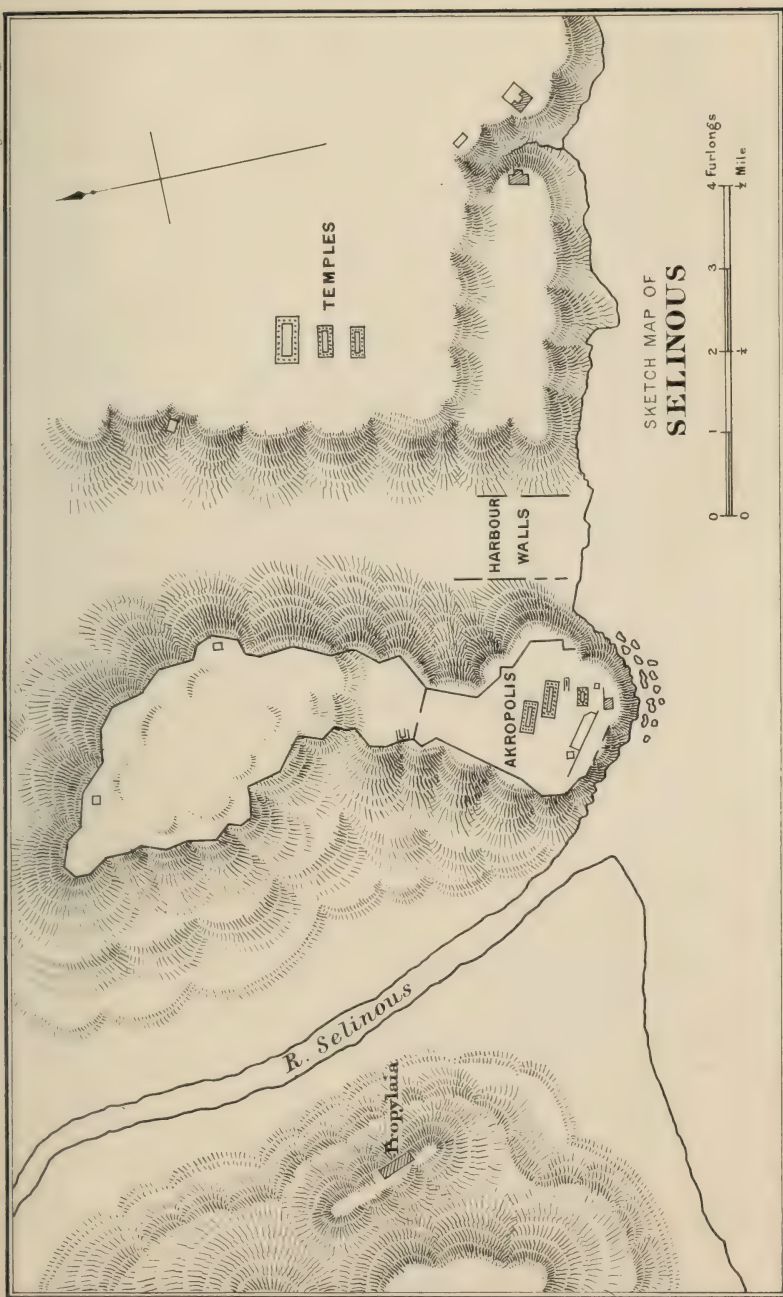 TEMPLES
HARBOUR
WALLS
AKROPOLIS
R. Selinous
Propylaia
SKETCH MAP OF
SELINOUS
0 1 2 3 4 Furlongs
0 ¼ ½ Mile